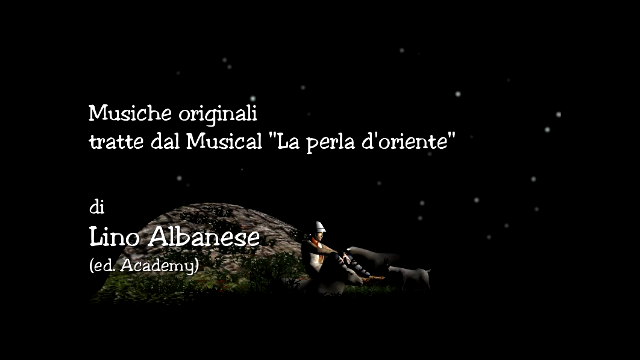 Musiche originali
tratte dal Musical "La perla d'oriente"
di
Lino Albanese
(ed. Academy)